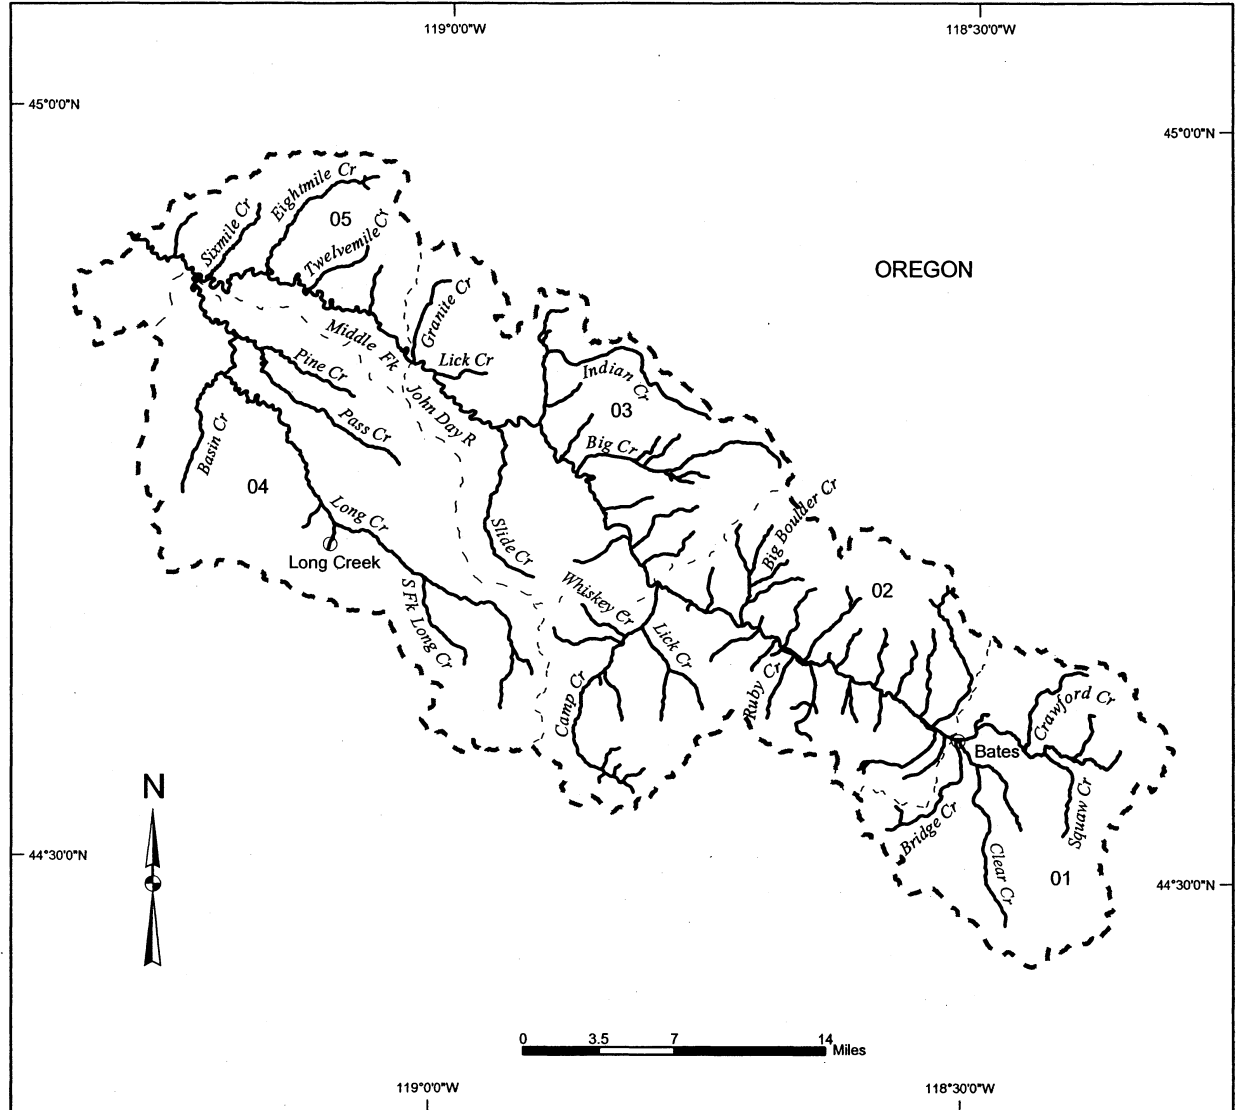 119°0'0"W
118°30'0"W
45°0'0"N
45°0'0"N
OREGON
Eightmile Cr
Sixmile Cr
05
Twelvemile Cr
Granite Cr
Middle Fk
John Day R
Lick Cr
Pine Cr
Pass Cr
Basin Cr
Indian Cr
03
Big Cr
04
Long Cr
Long Creek
Slide Cr
S Fk Long Cr
Big Boulder Cr
02
Whiskey Cr
Lick Cr
Camp Cr
Ruby Cr
Crawford Cr
Bates
Squaw Cr
Bridge Cr
Clear Cr
01
N
44°30'0"N
44°30'0"N
0
3.5
7
14
Miles
119°0'0"W
118°30'0"W